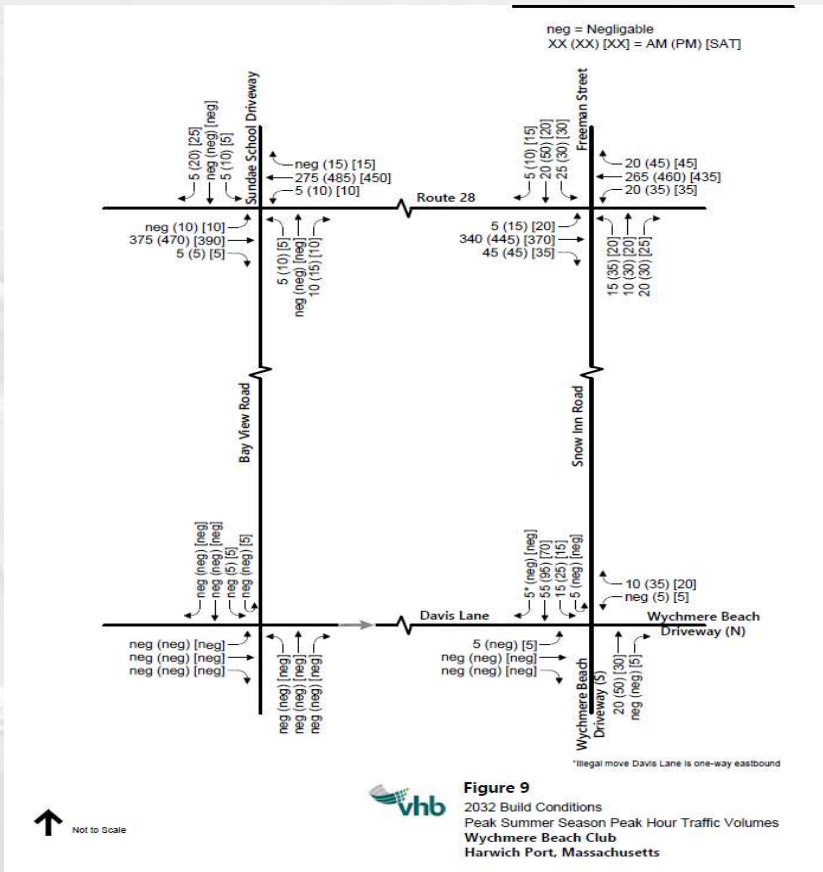 neg = Negligable
XX (XX) [XX] = AM (PM) [SAT]
Sundae School Driveway
5 (20) [25]
neg (neg) [neg]
5 (10) [5]
neg (15) [15]
275 (485) [450]
5 (10) [10]
Freeman Street
5 (10) [15]
20 (50) [20]
25 (30) [30]
20 (45) [45]
265 (460) [435]
20 (35) [35]
Route 28
neg (10) [10]
375 (470) [390]
5 (5) [5]
5 (10) [5]
neg (neg) [neg]
10 (15) [10]
5 (15) [20]
340 (445) [370]
45 (45) [35]
15 (35) [20]
10 (30) [20]
20 (30) [25]
Bay View Road
Snow Inn Road
neg (neg) [neg]
neg (neg) [neg]
neg (5) [5]
neg (neg) [5]
5* (neg) [neg]
55 (95) [70]
15 (25) [15]
5 (neg) [neg]
10 (35) [20]
neg (5) [5]
Davis Lane
Wychmere Beach
Driveway (N)
neg (neg) [neg]
neg (neg) [neg]
neg (neg) [neg]
neg (neg) [neg]
neg (neg) [neg]
neg (neg) [neg]
5 (neg) [5]
neg (neg) [neg]
neg (neg) [neg]
Wychmere Beach
Driveway (S)
20 (50) [30]
neg (neg) [5]
*Illegal move Davis Lane is one-way eastbound
vhb
Figure 9
2032 Build Conditions
Peak Summer Season Peak Hour Traffic Volumes
Wychmere Beach Club
Harwich Port, Massachusetts
Not to Scale